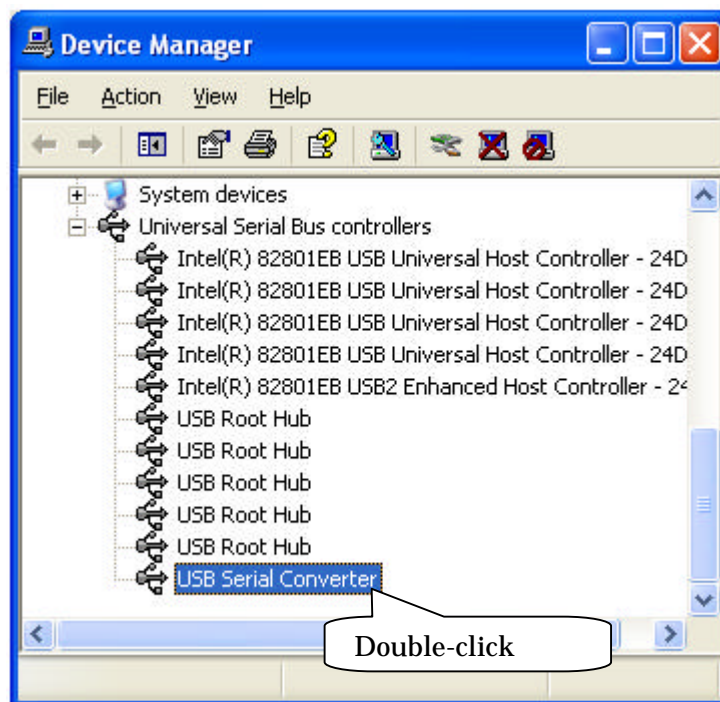 Device Manager
File Action View Help
System devices
Universal Serial Bus controllers
Intel(R) 82801EB USB Universal Host Controller - 24D
Intel(R) 82801EB USB Universal Host Controller - 24D
Intel(R) 82801EB USB Universal Host Controller - 24D
Intel(R) 82801EB USB Universal Host Controller - 24D
Intel(R) 82801EB USB2 Enhanced Host Controller - 24
USB Root Hub
USB Root Hub
USB Root Hub
USB Root Hub
USB Root Hub
USB Serial Converter
Double-click